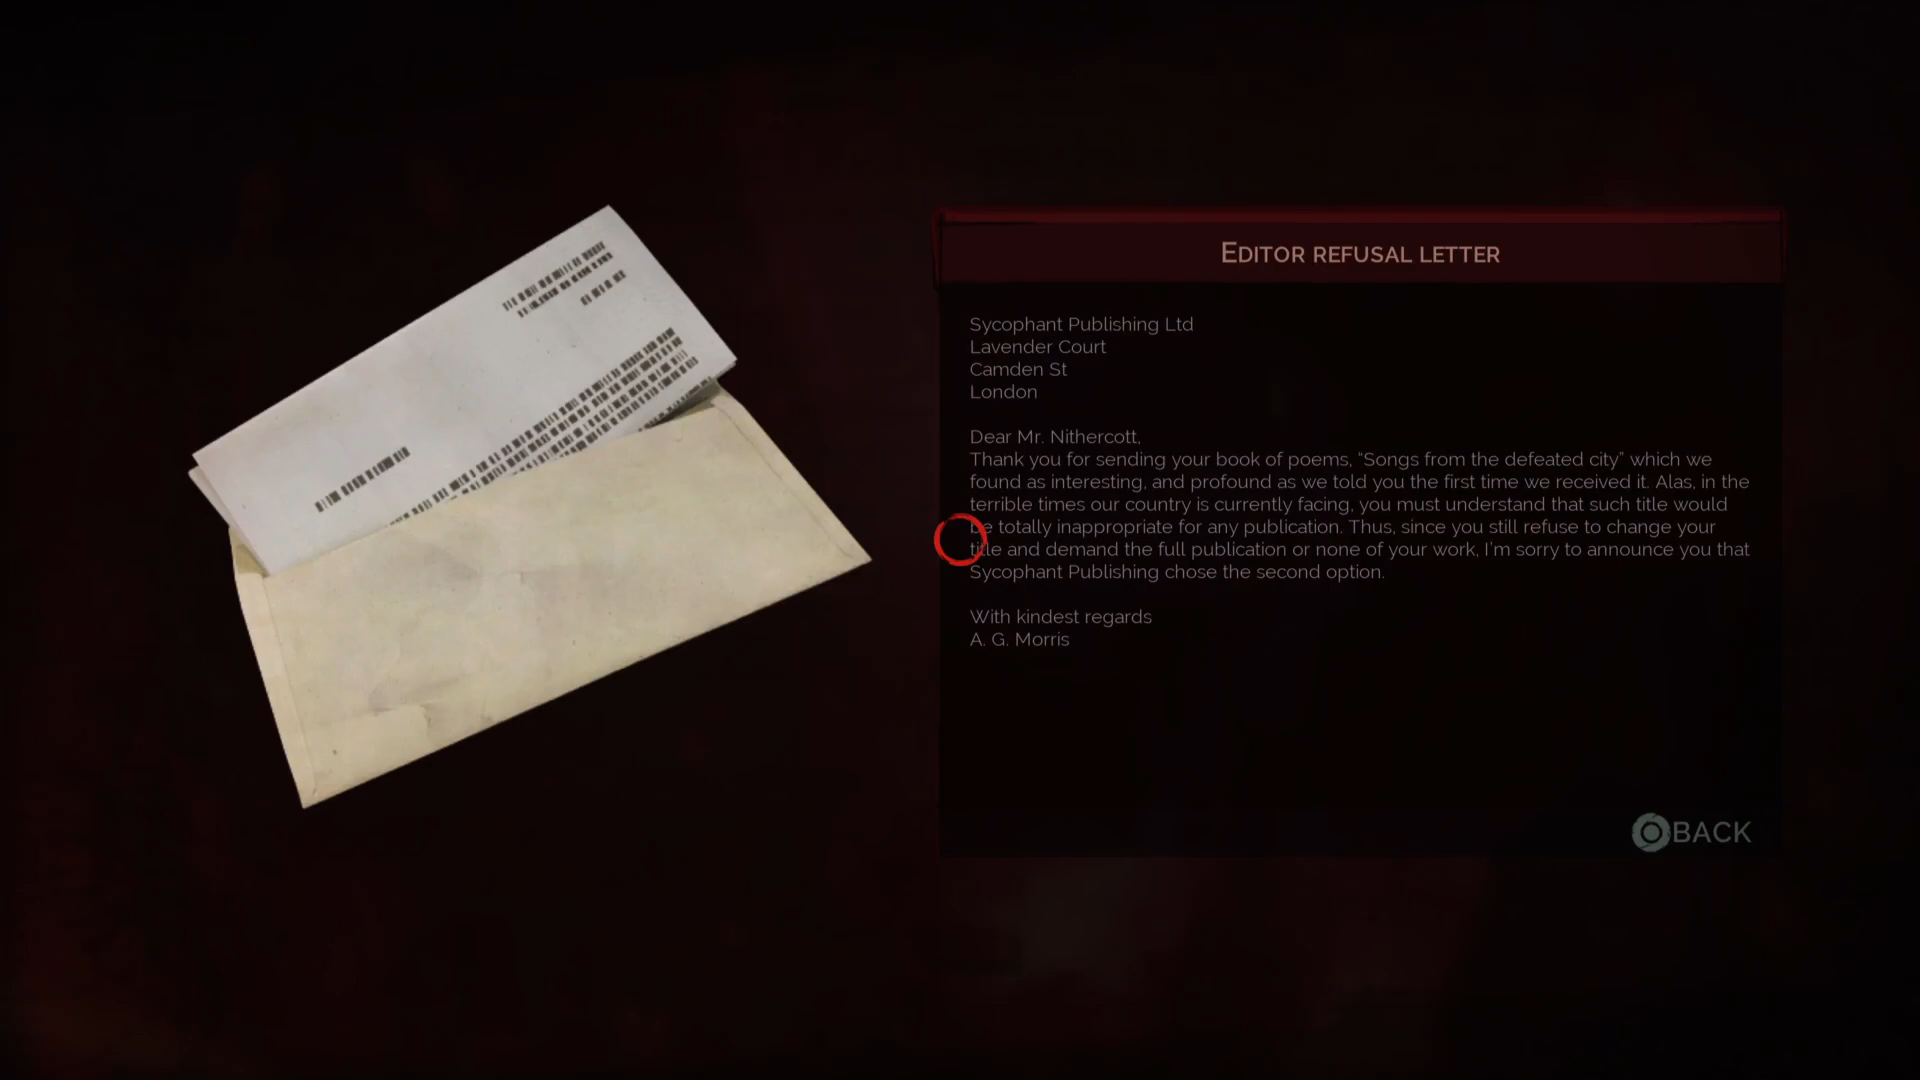 EDITOR REFUSAL LETTER
Sycophant Publishing Ltd
Lavender Court
Camden St
London
Dear Mr. Nithercott,
Thank you for sending your book of poems, “Songs from the defeated city” which we
found as interesting, and profound as we told you the first time we received it. Alas, in the
terrible times our country is currently facing, you must understand that such title would
be totally inappropriate for any publication. Thus, since you still refuse to change your
title and demand the full publication or none of your work, I'm sorry to announce you that
Sycophant Publishing chose the second option.
With kindest regards
A. G. Morris
BACK